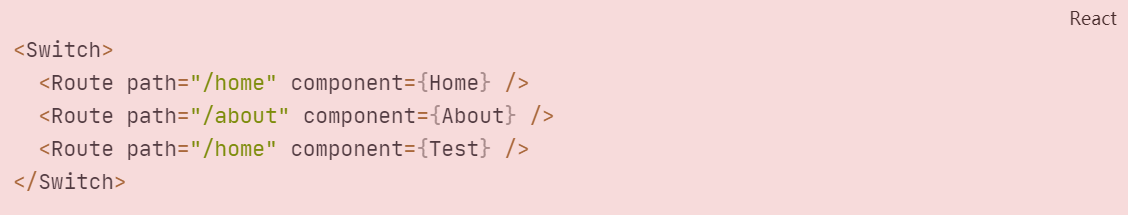 React
<Switch>
  <Route path="/home" component={Home} />
  <Route path="/about" component={About} />
  <Route path="/home" component={Test} />
</Switch>